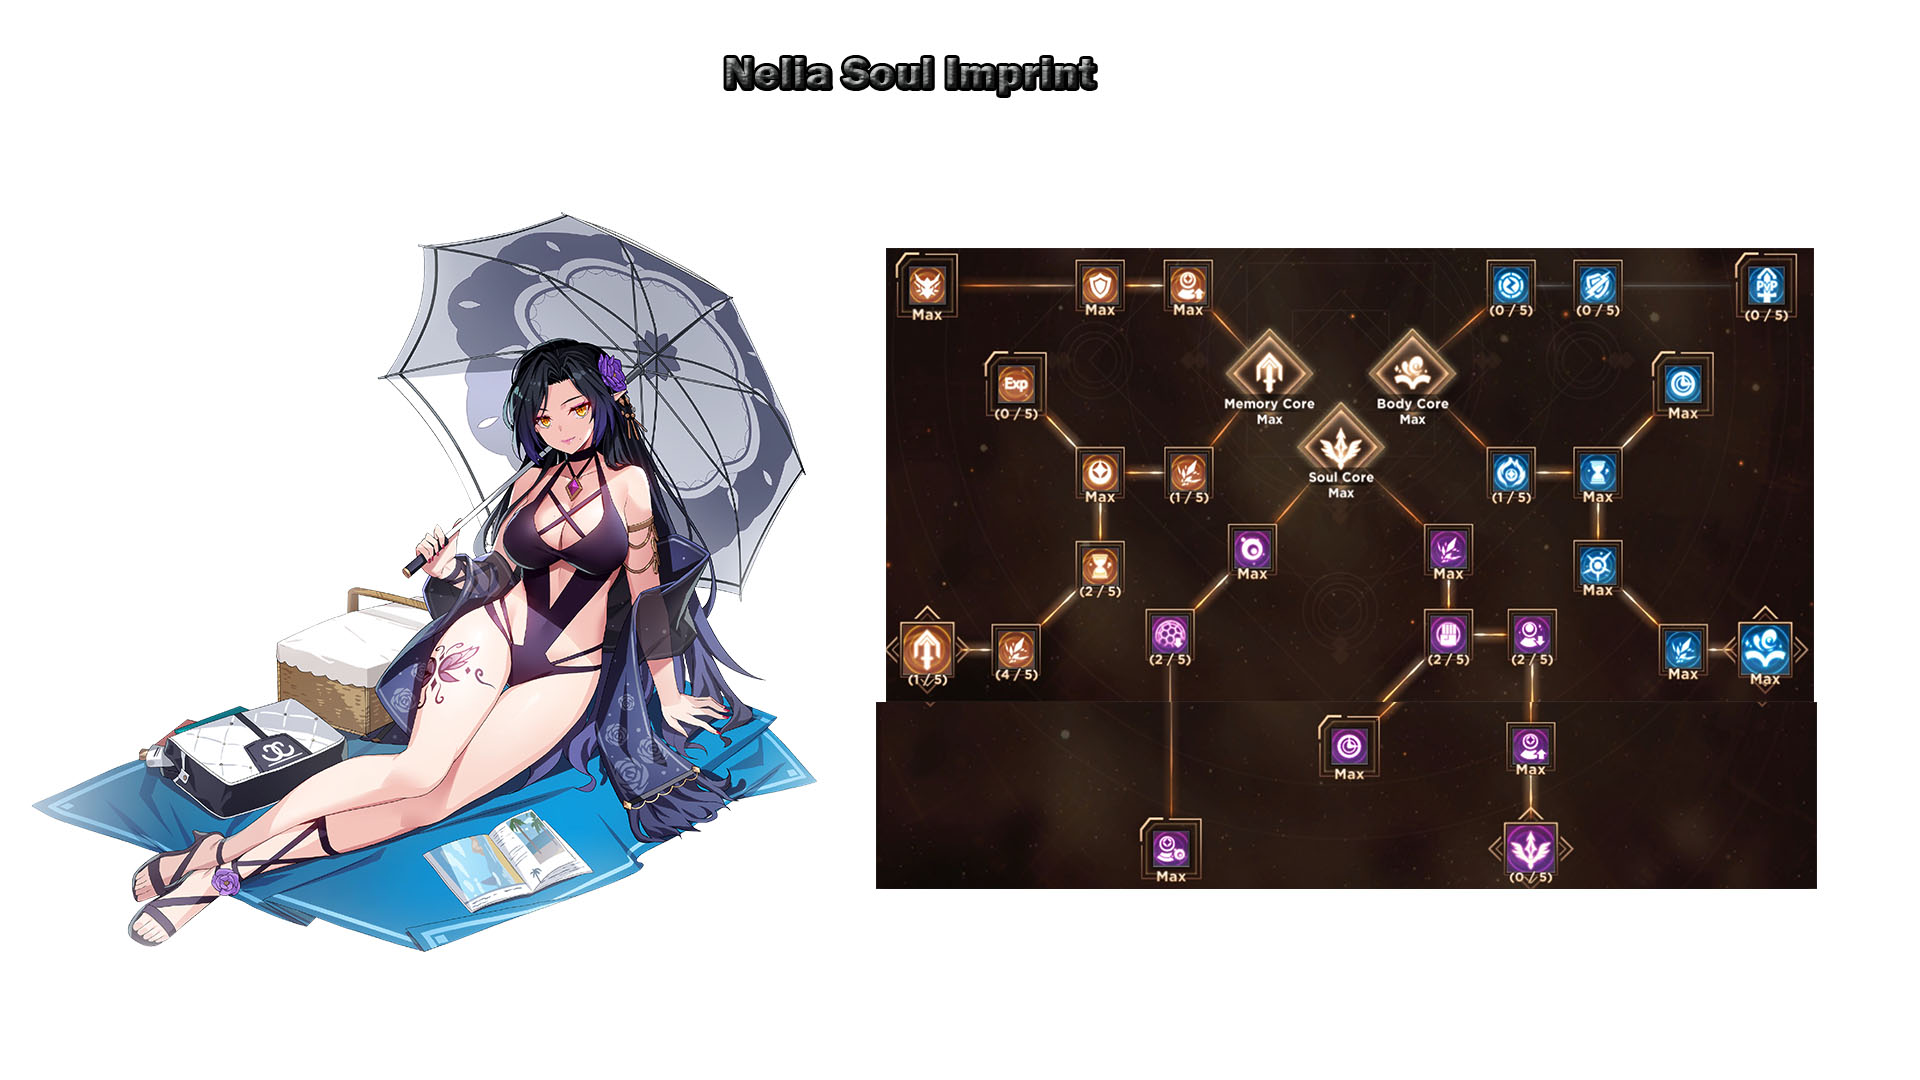 Nelia Soul Imprint
Max
Max
Max
(0 / 5)
(0 / 5)
PVP
(0 / 5)
Exp
(0 / 5)
Memory Core
Max
Body Core
Max
Max
Soul Core
Max
Max
(1 / 5)
(1 / 5)
Max
Max
Max
(2 / 5)
Max
(1 / 5)
(4 / 5)
(2 / 5)
(2 / 5)
(2 / 5)
Max
Max
Max
Max
Max
(0 / 5)